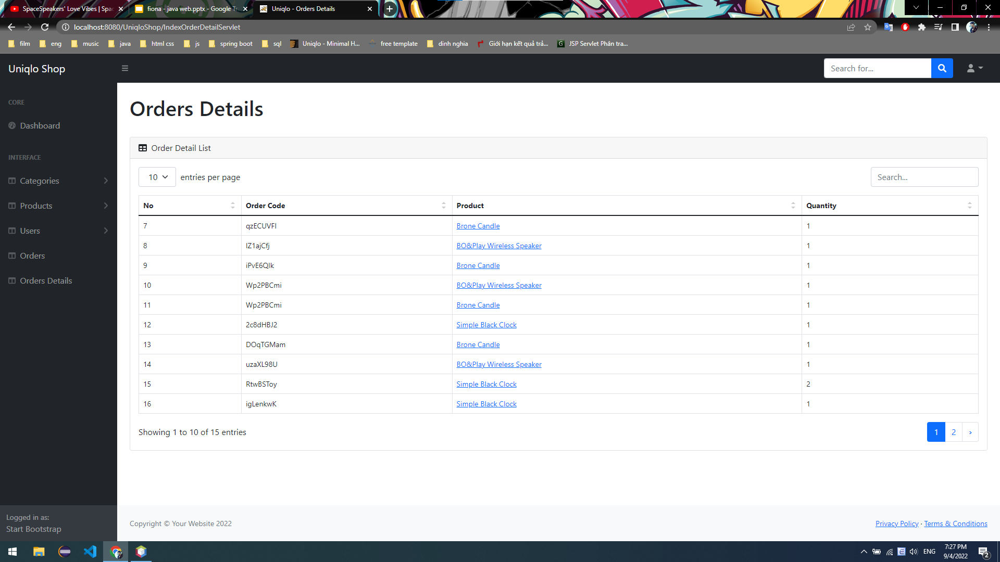 SpaceSpeakers' Love Vibes | Spac
fiona - java web.pptx - Google Tr
Uniqlo - Orders Details
localhost:8080/UniqloShop/IndexOrderDetailServlet
film eng music java html css js spring boot sql Uniqlo - Minimal H... free template dinh nghia Giới hạn kết quả trả... JSP Servlet Phân tra...
Uniqlo Shop
Search for...
CORE
Dashboard
INTERFACE
Categories
Products
Users
Orders
Orders Details
Logged in as:
Start Bootstrap
Orders Details
Order Detail List
10 entries per page
Search...
No Order Code Product Quantity
7 qzECUVFI Brone Candle 1
8 IZ1ajCfj BO&Play Wireless Speaker 1
9 iPvE6QIk Brone Candle 1
10 Wp2PBCmi BO&Play Wireless Speaker 1
11 Wp2PBCmi Brone Candle 1
12 2c8dHBJ2 Simple Black Clock 1
13 DOqTGMam Brone Candle 1
14 uzaXL98U BO&Play Wireless Speaker 1
15 RtwBSToy Simple Black Clock 2
16 igLenkwK Simple Black Clock 1
Showing 1 to 10 of 15 entries
1 2 ›
Copyright © Your Website 2022
Privacy Policy · Terms & Conditions
ENG
7:27 PM
9/4/2022
2